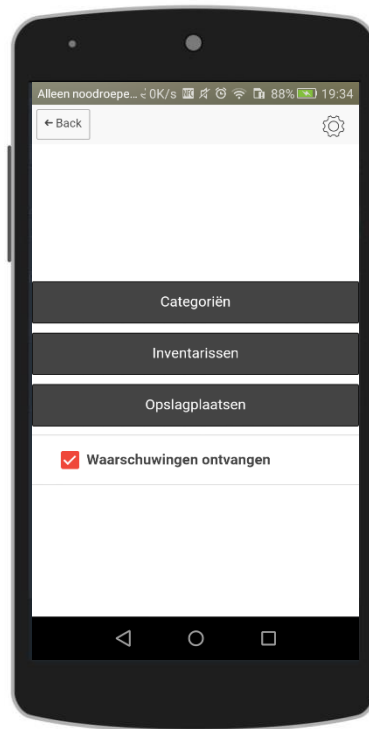 Alleen noodroepe... 0K/s 88% 19:34
← Back
Categoriën
Inventarissen
Opslagplaatsen
Waarschuwingen ontvangen